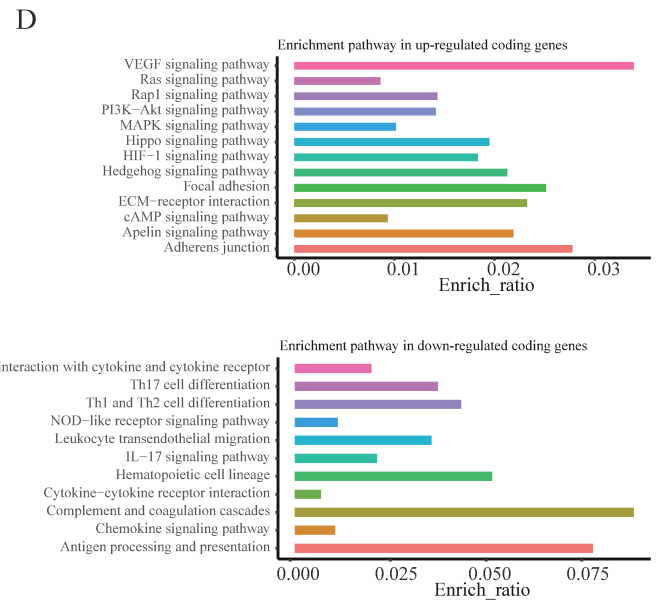 D
Enrichment pathway in up-regulated coding genes
VEGF signaling pathway
Ras signaling pathway
Rap1 signaling pathway
PI3K−Akt signaling pathway
MAPK signaling pathway
Hippo signaling pathway
HIF−1 signaling pathway
Hedgehog signaling pathway
Focal adhesion
ECM−receptor interaction
cAMP signaling pathway
Apelin signaling pathway
Adherens junction
0.00 0.01 0.02 0.03
Enrich_ratio
Enrichment pathway in down-regulated coding genes
interaction with cytokine and cytokine receptor
Th17 cell differentiation
Th1 and Th2 cell differentiation
NOD−like receptor signaling pathway
Leukocyte transendothelial migration
IL−17 signaling pathway
Hematopoietic cell lineage
Cytokine−cytokine receptor interaction
Complement and coagulation cascades
Chemokine signaling pathway
Antigen processing and presentation
0.000 0.025 0.050 0.075
Enrich_ratio